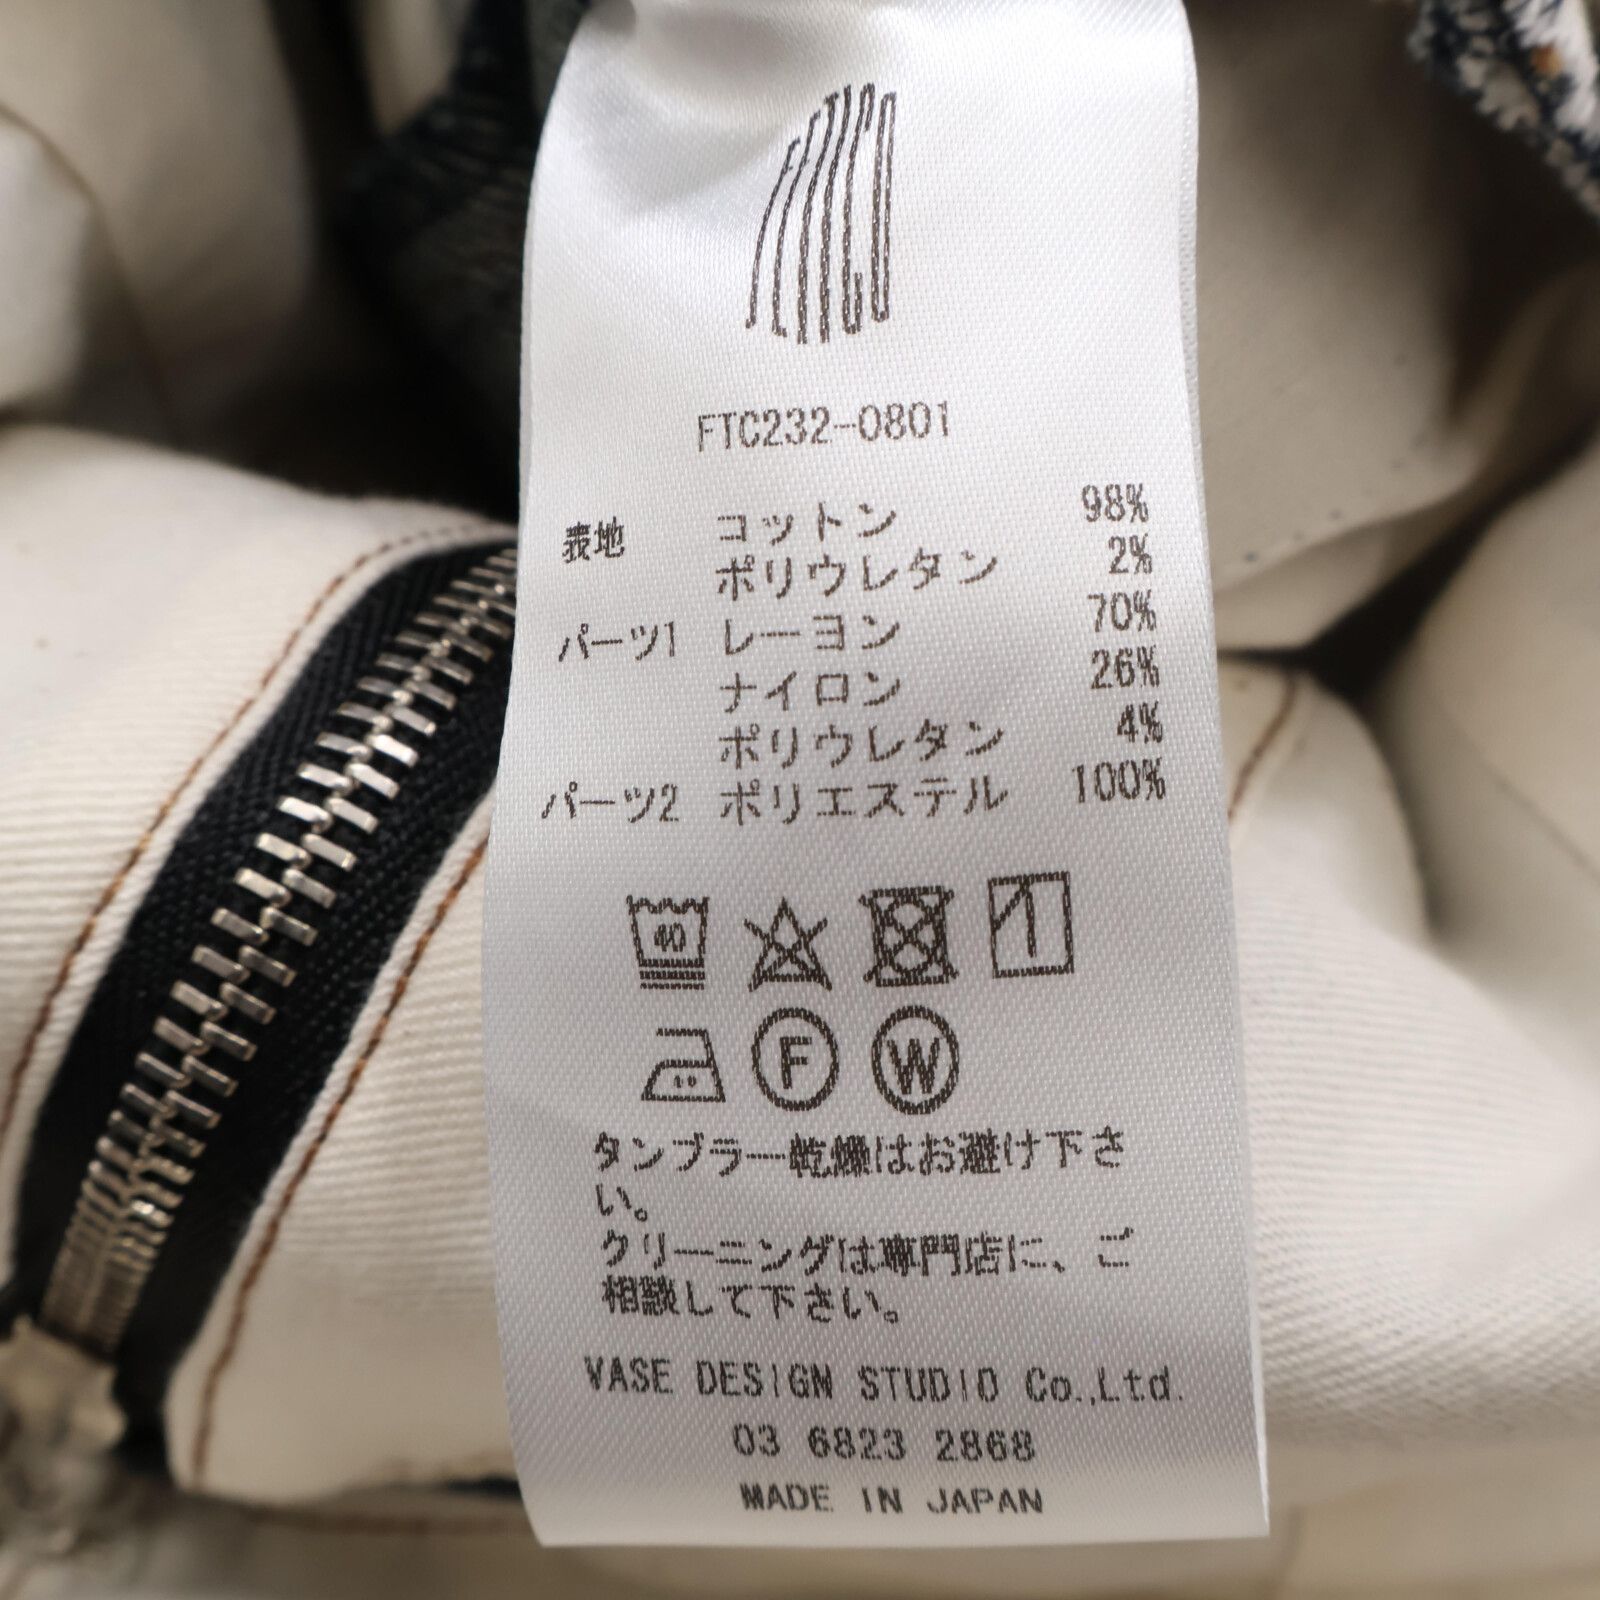 FETICO
FTC232-0801
表地 コットン 98%
ポリウレタン 2%
パーツ1 レーヨン 70%
ナイロン 26%
ポリウレタン 4%
パーツ2 ポリエステル 100%
40
F W
タンブラー乾燥はお避け下さ
い。
クリーニングは専門店に、ご
相談して下さい。
VASE DESIGN STUDIO Co.,Ltd.
03 6823 2868
MADE IN JAPAN